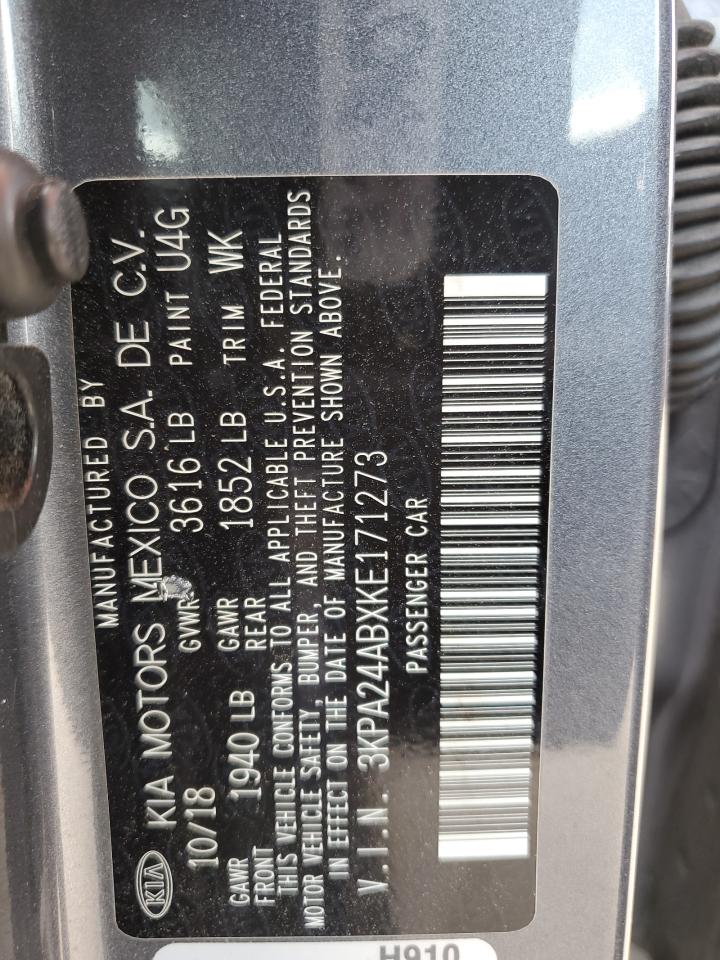 MANUFACTURED BY
KIA KIA MOTORS MEXICO S.A. DE C.V.
10/18 GVWR 3616 LB PAINT U4G
GAWR FRONT 1940 LB GAWR REAR 1852 LB TRIM WK
THIS VEHICLE CONFORMS TO ALL APPLICABLE U.S.A. FEDERAL
MOTOR VEHICLE SAFETY, BUMPER, AND THEFT PREVENTION STANDARDS
IN EFFECT ON THE DATE OF MANUFACTURE SHOWN ABOVE.
V.I.N. 3KPA24ABXKE171273
PASSENGER CAR
H910